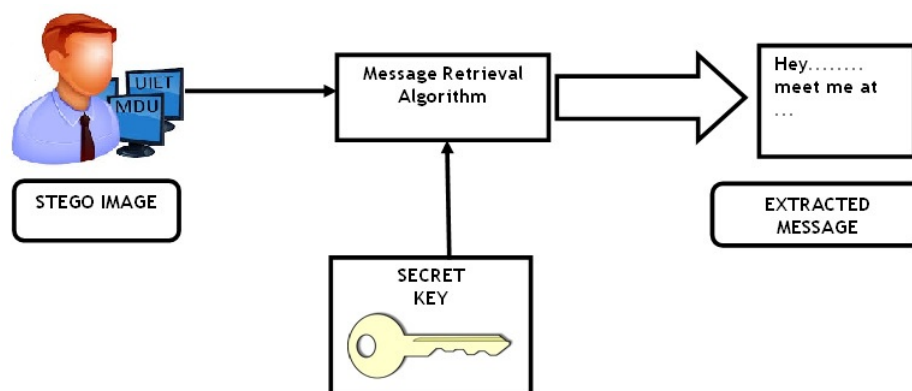 UILT
MDU
STEGO IMAGE
Message Retrieval
Algorithm
SECRET
KEY
Hey........
meet me at
...
EXTRACTED
MESSAGE